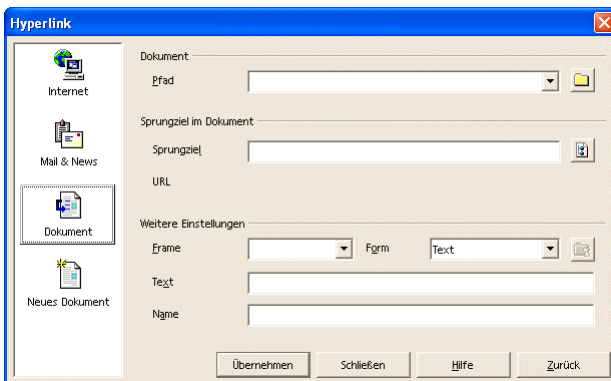 Hyperlink
Internet
Mail & News
Dokument
Neues Dokument
Dokument
Pfad
Sprungziel im Dokument
Sprungziel
URL
Weitere Einstellungen
Frame Form Text
Text
Name
Übernehmen Schließen Hilfe Zurück